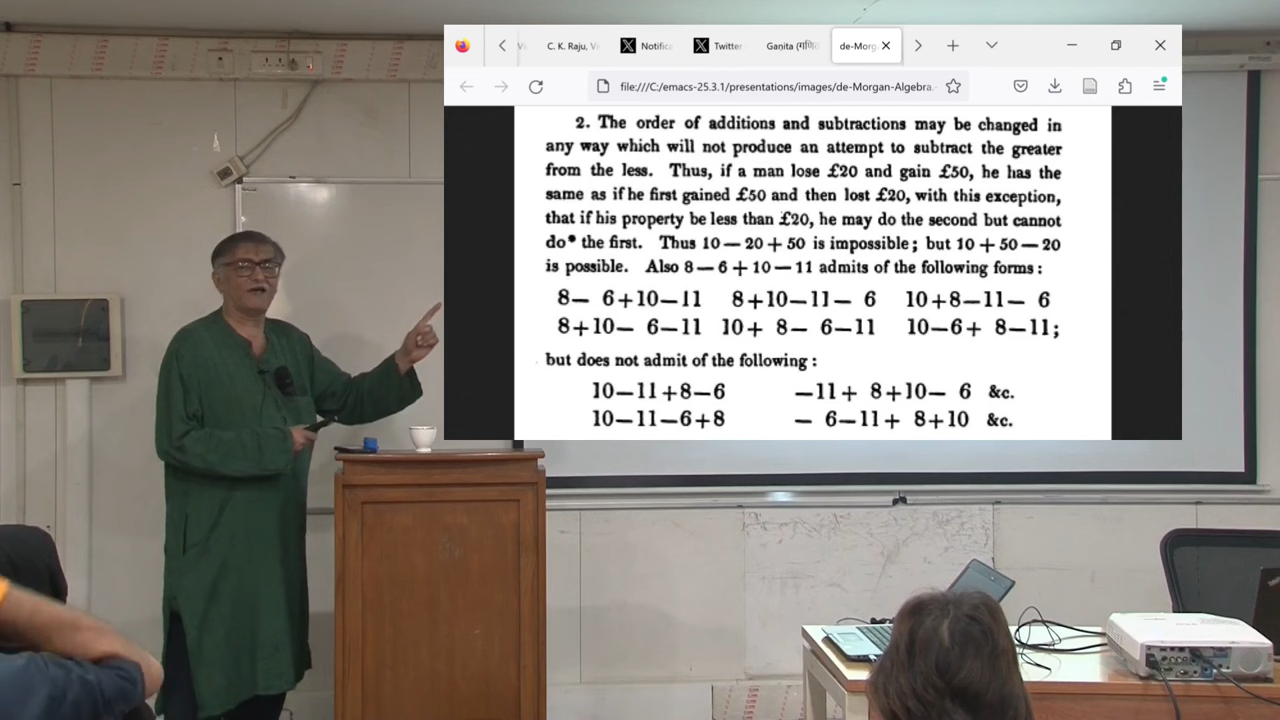 C. K. Raju, V
Notific
Twitter
Gaṇita (गणि
de-Morg
file:///C:/emacs-25.3.1/presentations/images/de-Morgan-Algebra.
2. The order of additions and subtractions may be changed in
any way which will not produce an attempt to subtract the greater
from the less. Thus, if a man lose £20 and gain £50, he has the
same as if he first gained £50 and then lost £20, with this exception,
that if his property be less than £20, he may do the second but cannot
do* the first. Thus 10 — 20 + 50 is impossible; but 10 + 50 — 20
is possible. Also 8 — 6 + 10 — 11 admits of the following forms:
8— 6+10—11 8+10—11— 6 10+8—11— 6
8+10— 6—11 10+ 8— 6—11 10—6+ 8—11;
but does not admit of the following:
10—11+8—6 —11+ 8+10— 6 &c.
10—11—6+8 — 6—11+ 8+10 &c.